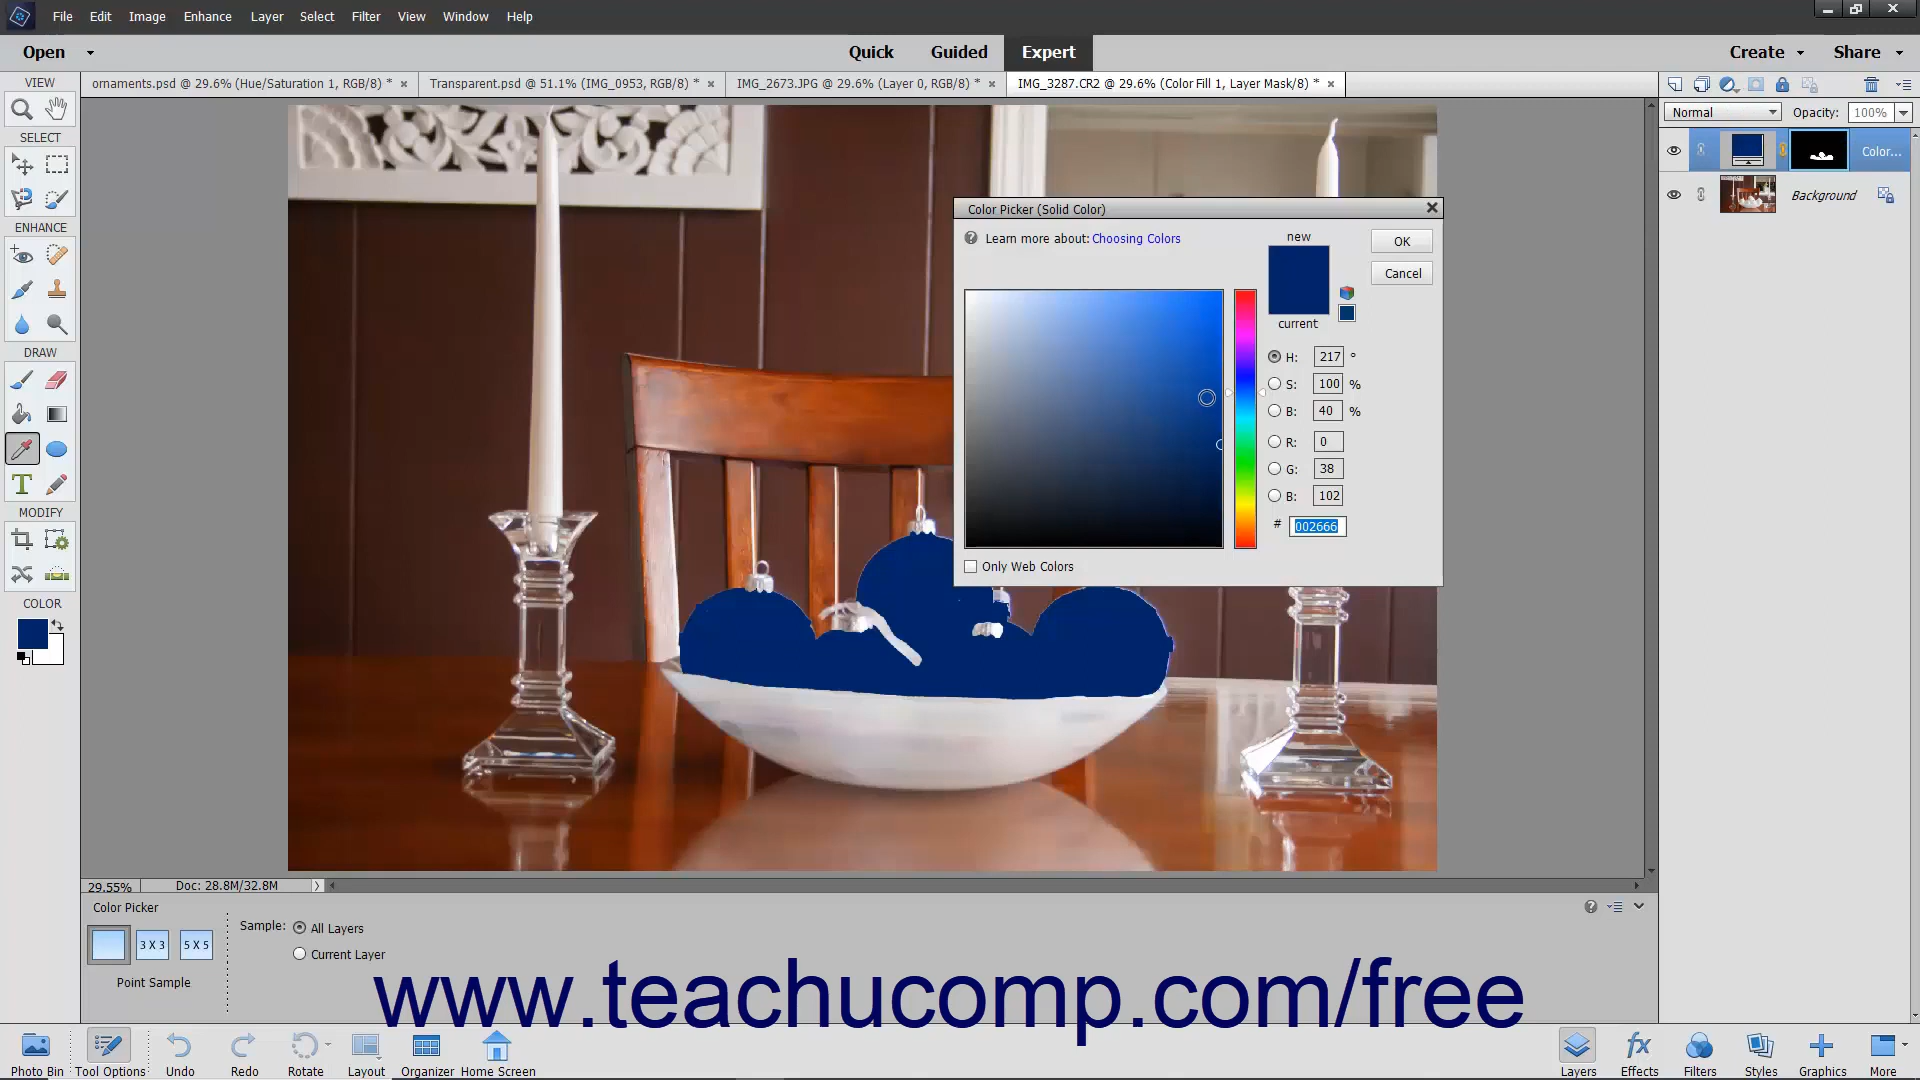 File Edit Image Enhance Layer Select Filter View Window Help
Open Quick Guided Expert Create Share
VIEW
ornaments.psd @ 29.6% (Hue/Saturation 1, RGB/8) * ×
Transparent.psd @ 51.1% (IMG_0953, RGB/8) * ×
IMG_2673.JPG @ 29.6% (Layer 0, RGB/8) * ×
IMG_3287.CR2 @ 29.6% (Color Fill 1, Layer Mask/8) * ×
Normal Opacity: 100%
SELECT
Color...
Background
ENHANCE
DRAW
T
MODIFY
COLOR
Color Picker (Solid Color)
? Learn more about: Choosing Colors
new
OK
Cancel
current
H: 217 °
S: 100 %
B: 40 %
R: 0
G: 38
B: 102
# 002666
Only Web Colors
29.55% Doc: 28.8M/32.8M
Color Picker
Sample: All Layers
Current Layer
3 X 3 5 X 5
Point Sample
www.teachucomp.com/free
Photo Bin Tool Options Undo Redo Rotate Layout Organizer Home Screen
fx
Layers Effects Filters Styles Graphics More